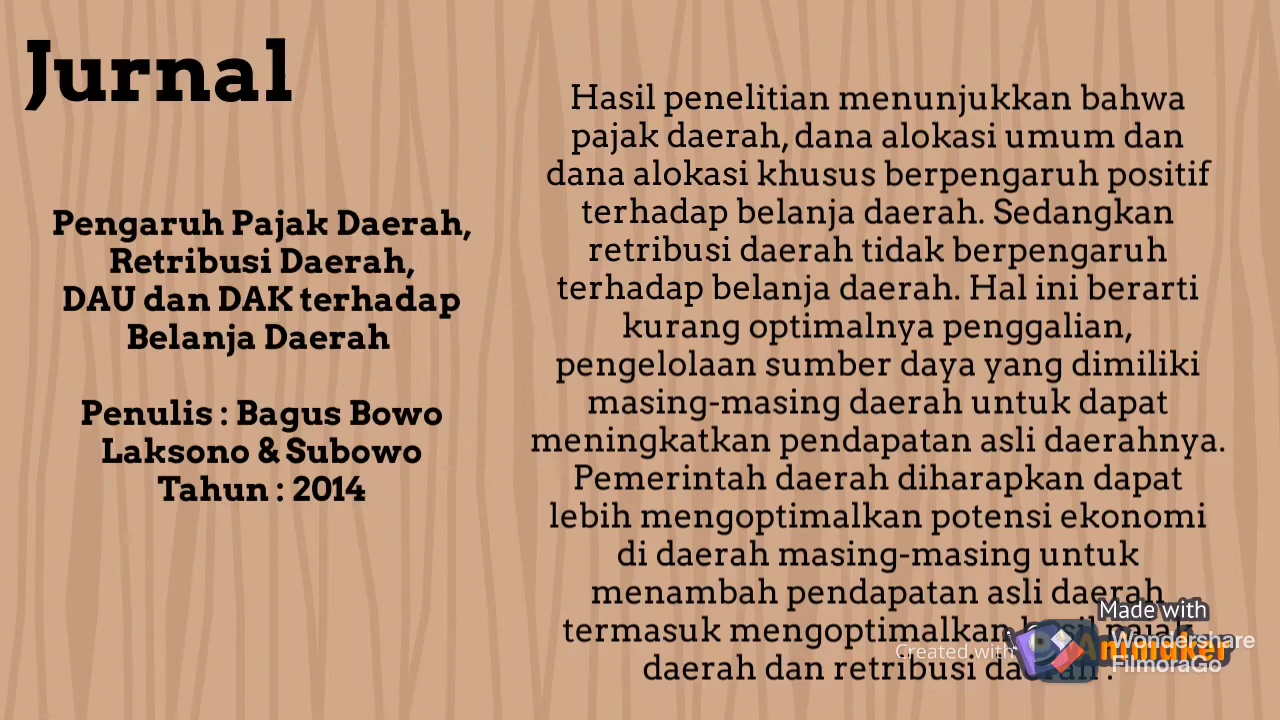 Jurnal
Pengaruh Pajak Daerah,
Retribusi Daerah,
DAU dan DAK terhadap
Belanja Daerah
Penulis : Bagus Bowo
Laksono & Subowo
Tahun : 2014
Hasil penelitian menunjukkan bahwa
pajak daerah, dana alokasi umum dan
dana alokasi khusus berpengaruh positif
terhadap belanja daerah. Sedangkan
retribusi daerah tidak berpengaruh
terhadap belanja daerah. Hal ini berarti
kurang optimalnya penggalian,
pengelolaan sumber daya yang dimiliki
masing-masing daerah untuk dapat
meningkatkan pendapatan asli daerahnya.
Pemerintah daerah diharapkan dapat
lebih mengoptimalkan potensi ekonomi
di daerah masing-masing untuk
menambah pendapatan asli daerah
termasuk mengoptimalkan hasil pajak
daerah dan retribusi daerah .
Made with
Animaker
Created with
Wondershare
FilmoraGo